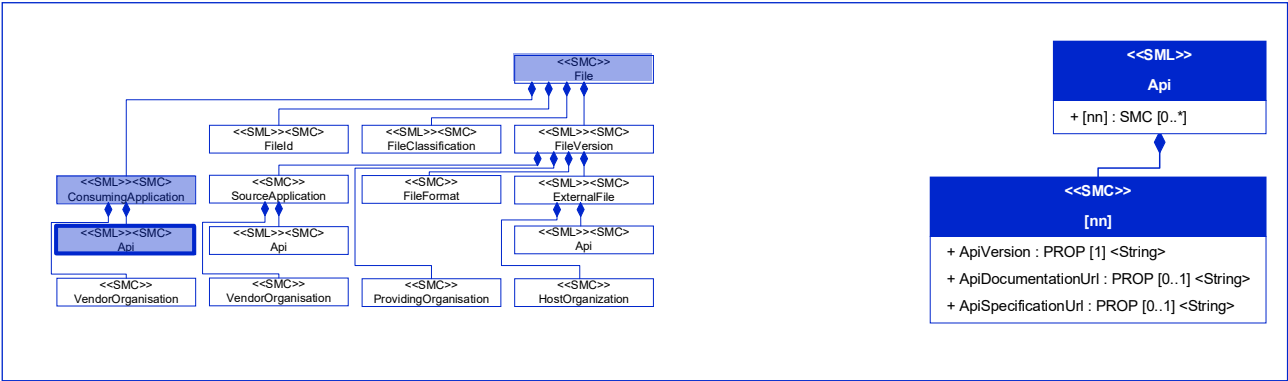 <<SMC>>
File
<<SML>><SMC>
FileId
<<SML>><SMC>
FileClassification
<<SML>><SMC>
FileVersion
<<SML>><SMC>
ConsumingApplication
<<SMC>>
SourceApplication
<<SMC>>
FileFormat
<<SML>><SMC>
ExternalFile
<<SML>><SMC>
Api
<<SML>><SMC>
Api
<<SML>><SMC>
Api
<<SMC>>
VendorOrganisation
<<SMC>>
VendorOrganisation
<<SMC>>
ProvidingOrganisation
<<SMC>>
HostOrganization
<<SML>>
Api
+ [nn] : SMC [0..*]
<<SMC>>
[nn]
+ ApiVersion : PROP [1] <String>
+ ApiDocumentationUrl : PROP [0..1] <String>
+ ApiSpecificationUrl : PROP [0..1] <String>